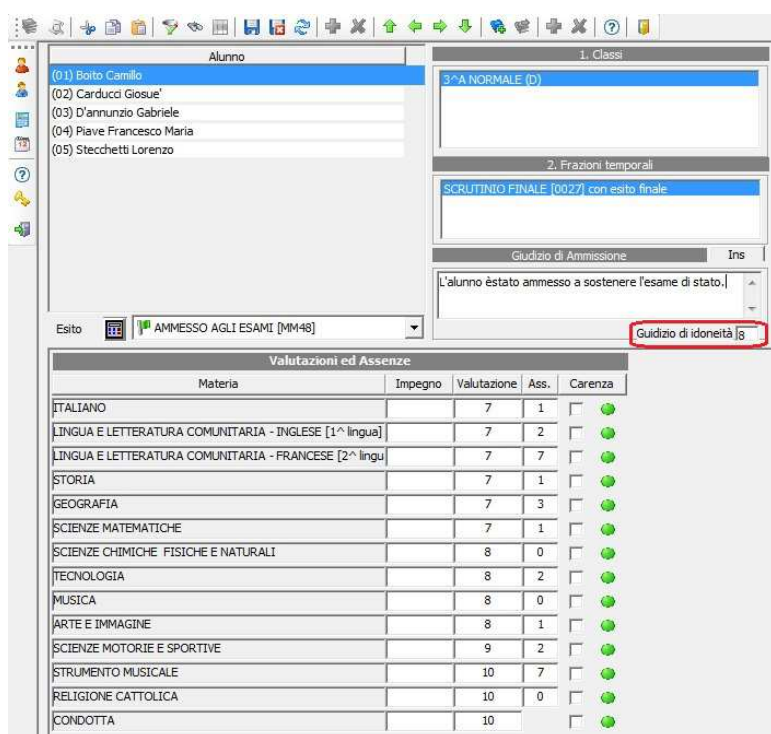 Alunno
(01) Boito Camillo
(02) Carducci Giosue'
(03) D'annunzio Gabriele
(04) Piave Francesco Maria
(05) Stecchetti Lorenzo
1. Classi
3^A NORMALE (D)
2. Frazioni temporali
SCRUTINIO FINALE [0027] con esito finale
Giudizio di Ammissione Ins
L'alunno èstato ammesso a sostenere l'esame di stato.
Esito AMMESSO AGLI ESAMI [MM48]
Guidizio di idoneità 8
Valutazioni ed Assenze
Materia Impegno Valutazione Ass. Carenza
ITALIANO 7 1
LINGUA E LETTERATURA COMUNITARIA - INGLESE [1^ lingua] 7 2
LINGUA E LETTERATURA COMUNITARIA - FRANCESE [2^ lingu 7 7
STORIA 7 1
GEOGRAFIA 7 3
SCIENZE MATEMATICHE 7 1
SCIENZE CHIMICHE FISICHE E NATURALI 8 0
TECNOLOGIA 8 2
MUSICA 8 0
ARTE E IMMAGINE 8 1
SCIENZE MOTORIE E SPORTIVE 9 2
STRUMENTO MUSICALE 10 7
RELIGIONE CATTOLICA 10 0
CONDOTTA 10